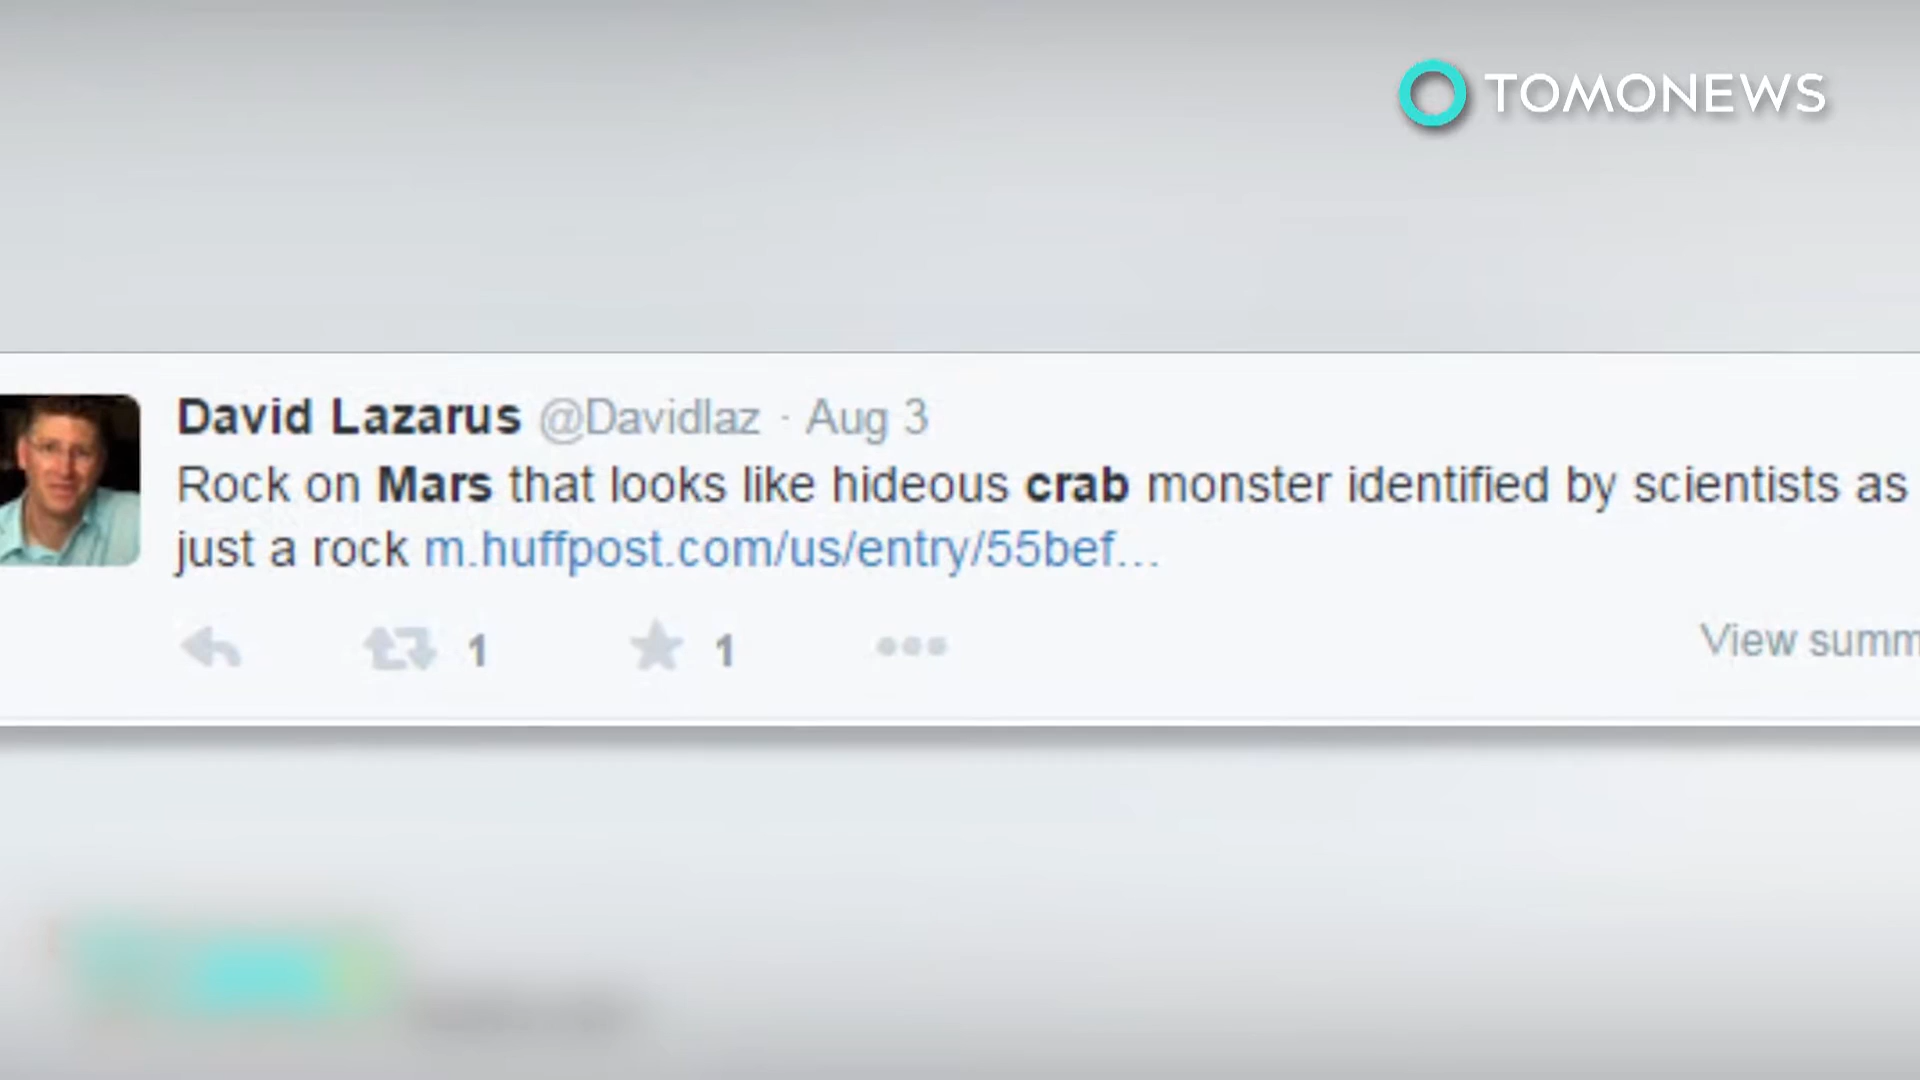 TOMONEWS
David Lazarus @Davidlaz · Aug 3
Rock on Mars that looks like hideous crab monster identified by scientists as
just a rock m.huffpost.com/us/entry/55bef...
1 1
View summ